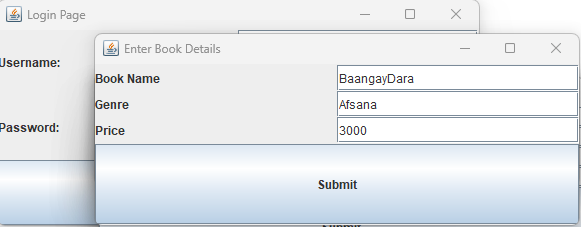 Login Page
Enter Book Details
Username:
Book Name BaangayDara
Genre Afsana
Password:
Price 3000
Submit